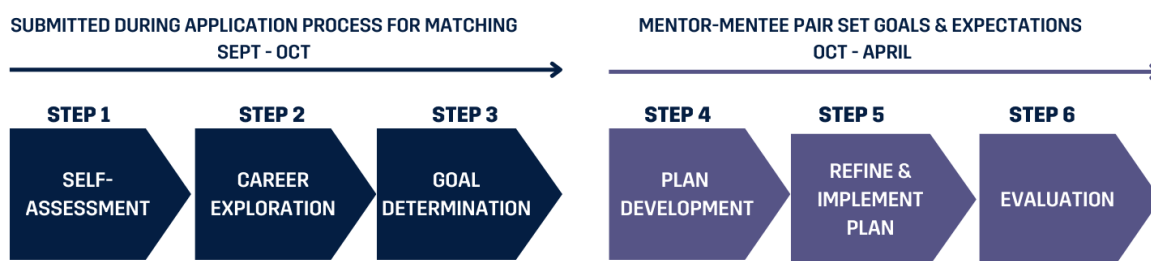 SUBMITTED DURING APPLICATION PROCESS FOR MATCHING
SEPT - OCT
STEP 1
SELF-
ASSESSMENT
STEP 2
CAREER
EXPLORATION
STEP 3
GOAL
DETERMINATION
MENTOR-MENTEE PAIR SET GOALS & EXPECTATIONS
OCT - APRIL
STEP 4
PLAN
DEVELOPMENT
STEP 5
REFINE &
IMPLEMENT
PLAN
STEP 6
EVALUATION